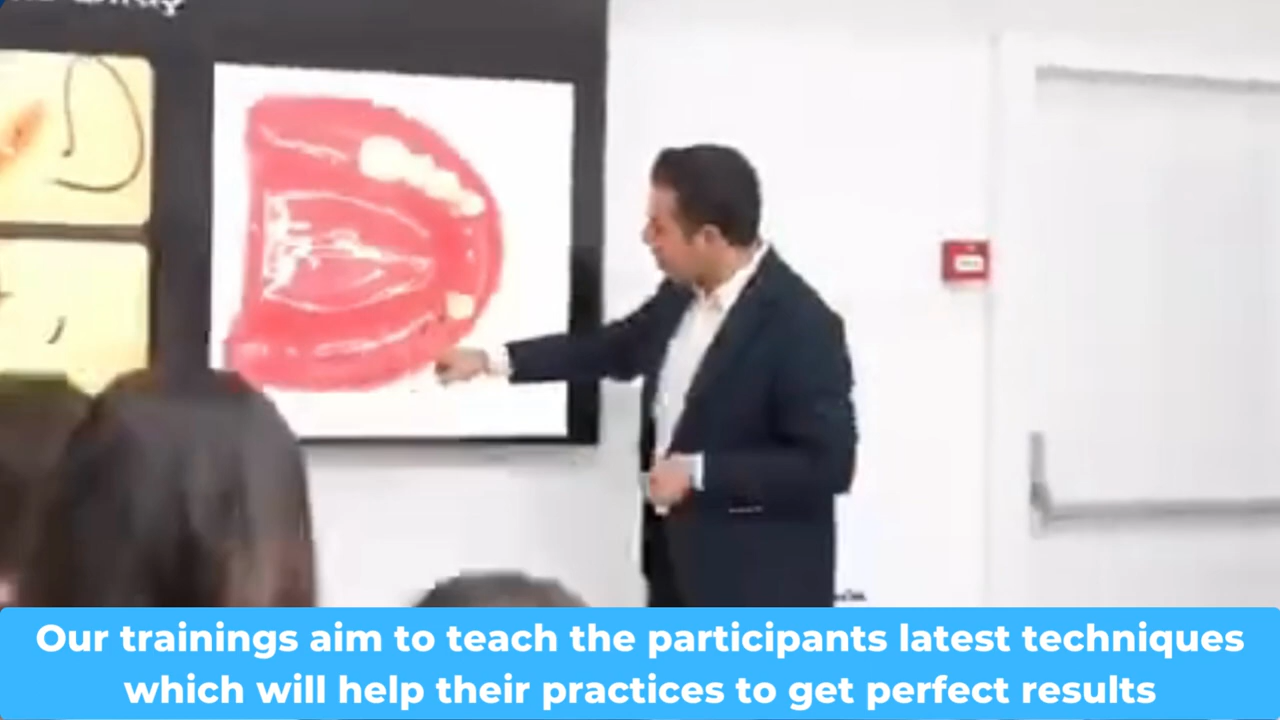 Our trainings aim to teach the participants latest techniques
which will help their practices to get perfect results